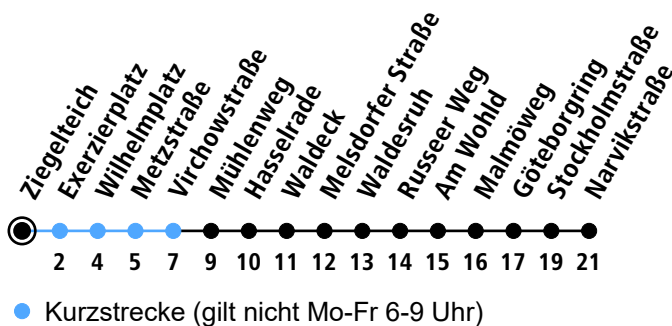 Ziegelteich
Exerzierplatz
Wilhelmplatz
Metzstraße
Virchowstraße
Mühlenweg
Hasselrade
Waldeck
Melsdorfer Straße
Waldesruh
Russeer Weg
Am Wohld
Malmöweg
Göteborgring
Stockholmstraße
Narvikstraße
2 4 5 7 9 10 11 12 13 14 15 16 17 19 21
Kurzstrecke (gilt nicht Mo-Fr 6-9 Uhr)